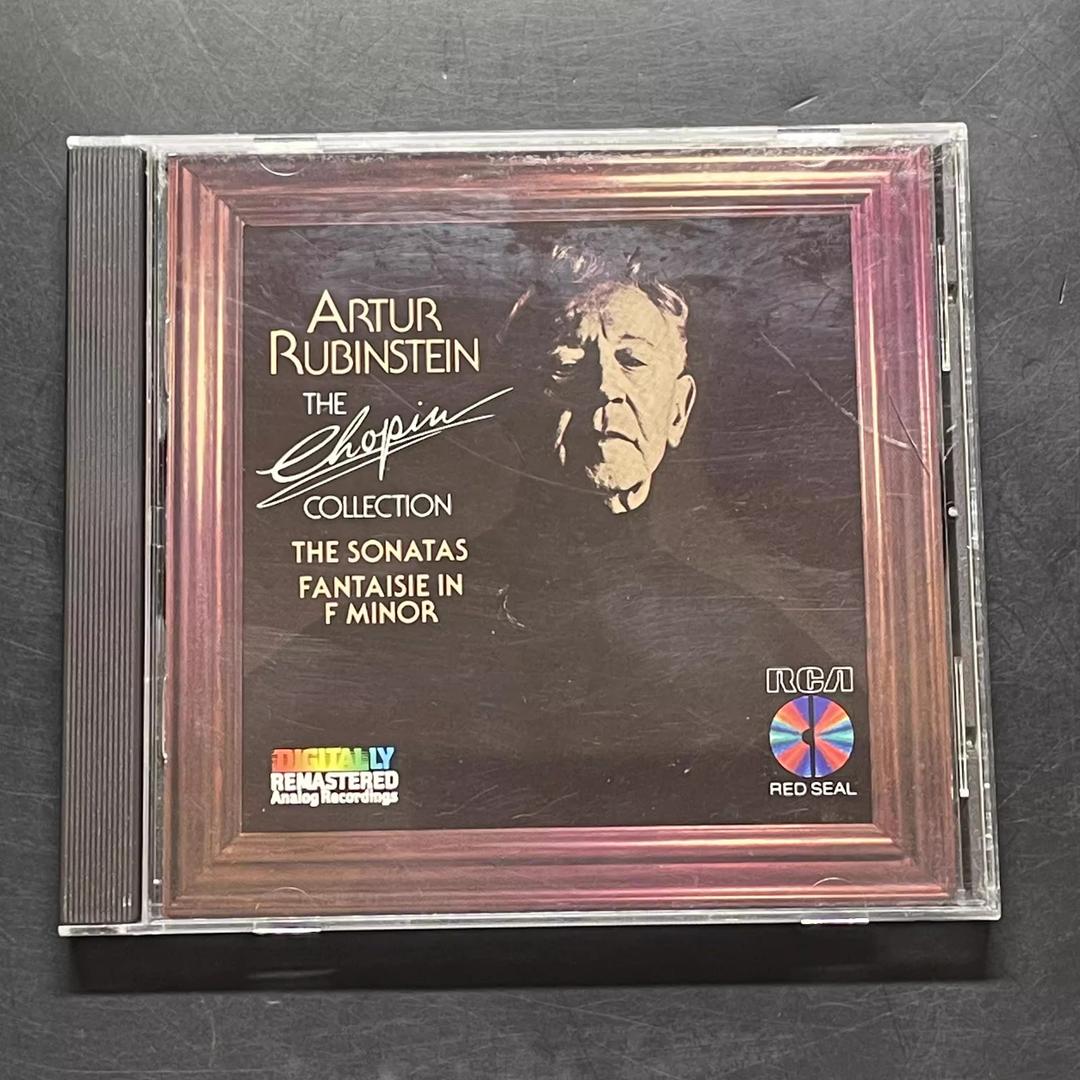 ARTUR
RUBINSTEIN
THE
Chopin
COLLECTION
THE SONATAS
FANTAISIE IN
F MINOR
RCA
RED SEAL
DIGITALLY
REMASTERED
Analog Recordings